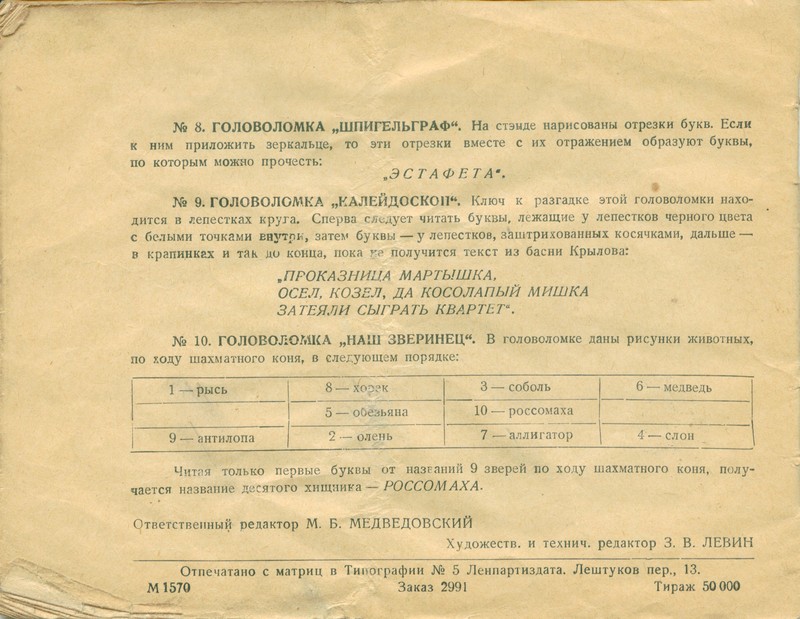 № 8. ГОЛОВОЛОМКА „ШПИГЕЛЬГРАФ“. На стэнде нарисованы отрезки букв. Если
к ним приложить зеркальце, то эти отрезки вместе с их отражением образуют буквы,
по которым можно прочесть:
„ЭСТАФЕТА“.
№ 9. ГОЛОВОЛОМКА „КАЛЕЙДОСКОП“. Ключ к разгадке этой головоломки нахо-
дится в лепестках круга. Сперва следует читать буквы, лежащие у лепестков черного цвета
с белыми точками внутри, затем буквы — у лепестков, заштрихованных косячками, дальше —
в крапинках и так до конца, пока не получится текст из басни Крылова:
„ПРОКАЗНИЦА МАРТЫШКА,
ОСЕЛ, КОЗЕЛ, ДА КОСОЛАПЫЙ МИШКА
ЗАТЕЯЛИ СЫГРАТЬ КВАРТЕТ“.
№ 10. ГОЛОВОЛОМКА „НАШ ЗВЕРИНЕЦ“. В головоломке даны рисунки животных,
по ходу шахматного коня, в следующем порядке:
1 — рысь 8 — хорек 3 — соболь 6 — медведь
5 — обезьяна 10 — россомаха
9 — антилопа 2 — олень 7 — аллигатор 4 — слон
Читая только первые буквы от названий 9 зверей по ходу шахматного коня, полу-
чается название десятого хищника — РОССОМАХА.
Ответственный редактор М. Б. МЕДВЕДОВСКИЙ
Художеств. и технич. редактор З. В. ЛЕВИН
Отпечатано с матриц в Типографии № 5 Ленпартиздата. Лештуков пер., 13.
М 1570 Заказ 2991 Тираж 50 000